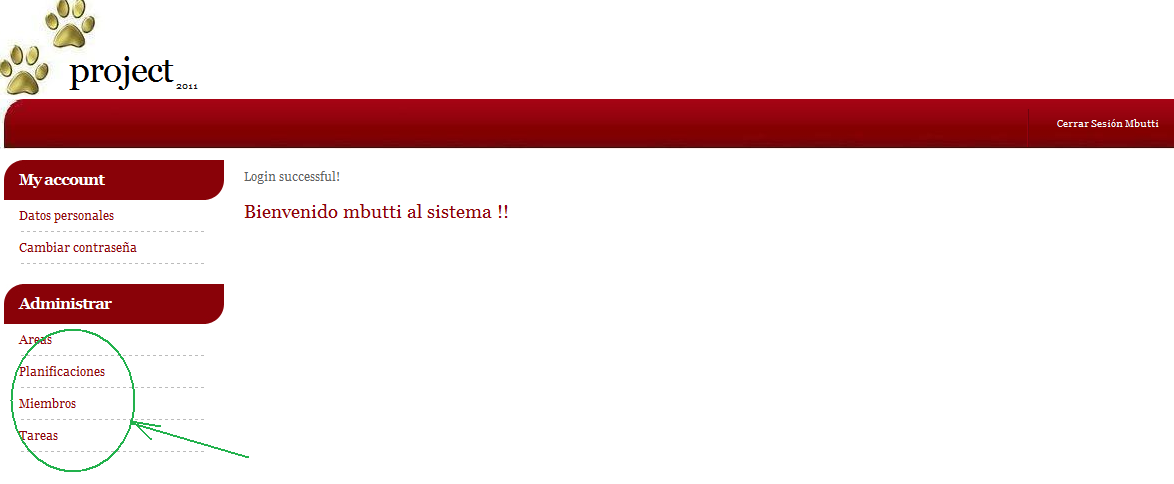 project 2011
Cerrar Sesión Mbutti
My account
Datos personales
Cambiar contraseña
Administrar
Areas
Planificaciones
Miembros
Tareas
Login successful!
Bienvenido mbutti al sistema !!